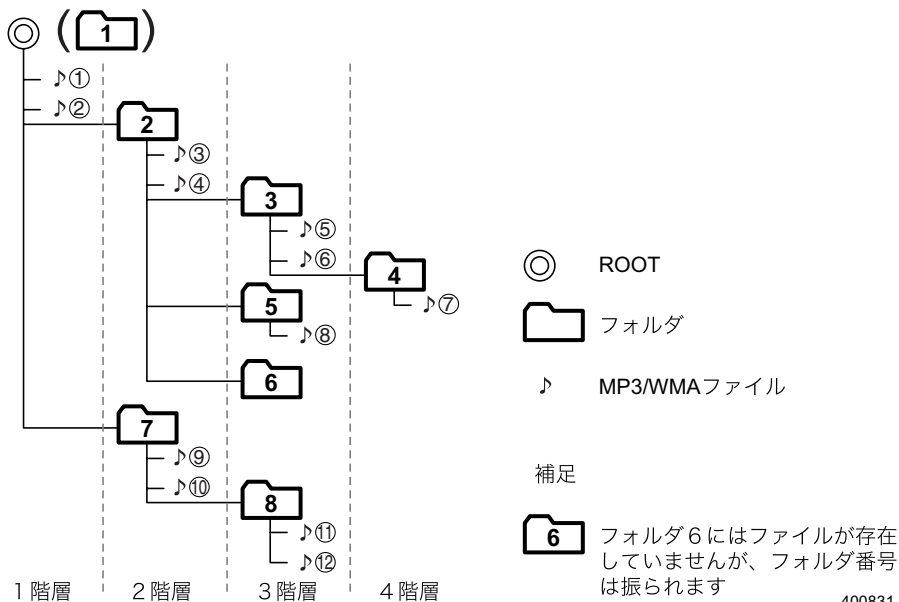 (1)
♪①
♪②
2
♪③
♪④
3
♪⑤
♪⑥
4
♪⑦
5
♪⑧
6
7
♪⑨
♪⑩
8
♪⑪
♪⑫
1階層 2階層 3階層 4階層
ROOT
フォルダ
♪ MP3/WMAファイル
補足
6 フォルダ6にはファイルが存在
していませんが、フォルダ番号
は振られます
400831